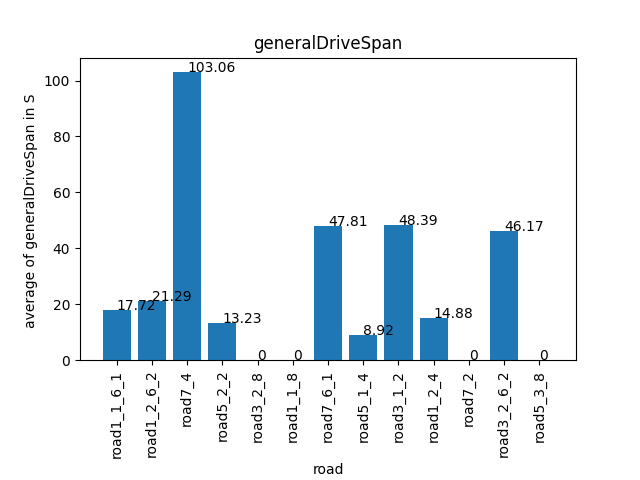 generalDriveSpan
average of generalDriveSpan in S
100
80
60
40
20
0
17.72
21.29
103.06
13.23
0
0
47.81
8.92
48.39
14.88
0
46.17
0
road1_1_6_1
road1_2_6_2
road7_4
road5_2_2
road3_2_8
road1_1_8
road7_6_1
road5_1_4
road3_1_2
road1_2_4
road7_2
road3_2_6_2
road5_3_8
road